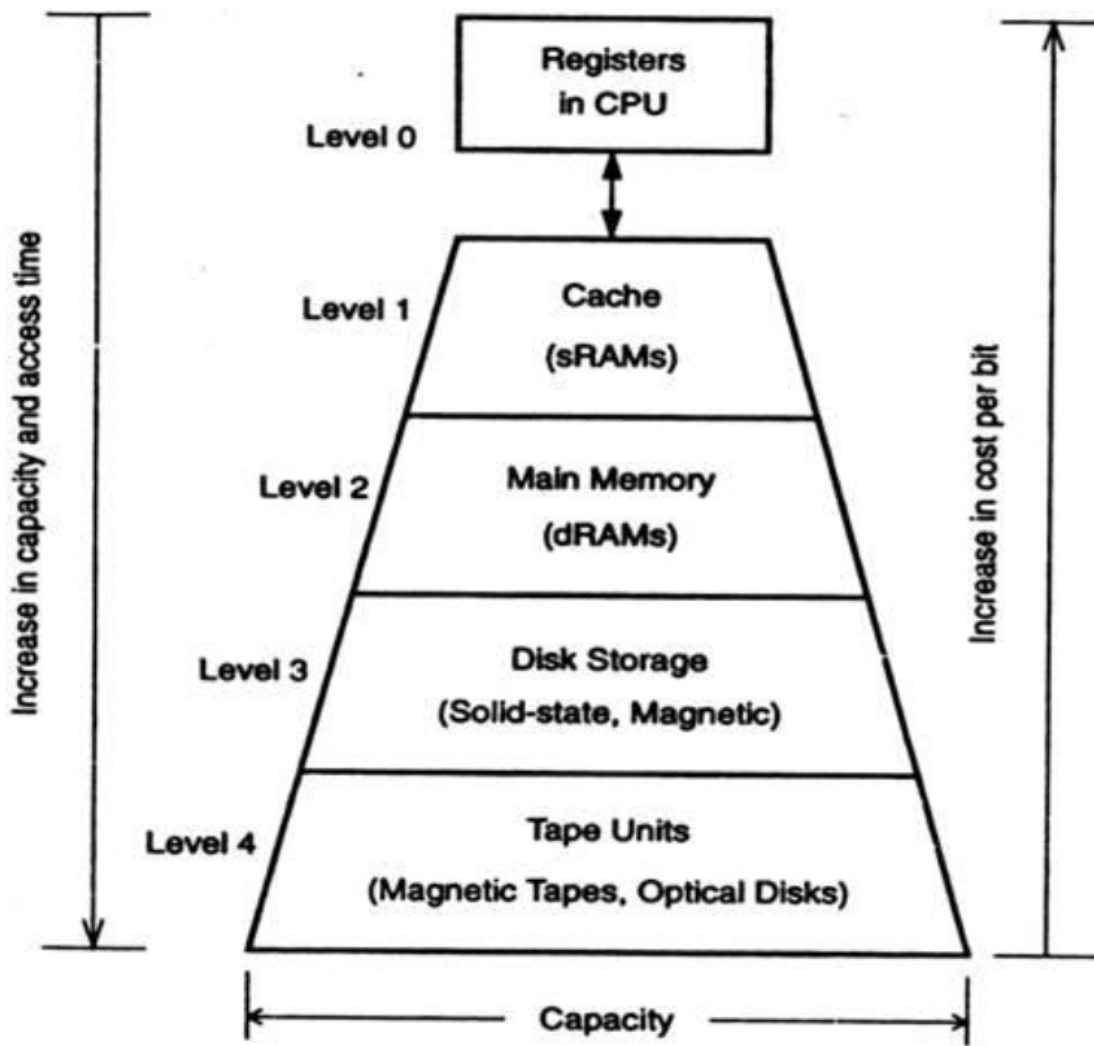 Registers
in CPU
Level 0
Level 1
Cache
(sRAMs)
Level 2
Main Memory
(dRAMs)
Level 3
Disk Storage
(Solid-state, Magnetic)
Level 4
Tape Units
(Magnetic Tapes, Optical Disks)
Capacity
Increase in capacity and access time
Increase in cost per bit